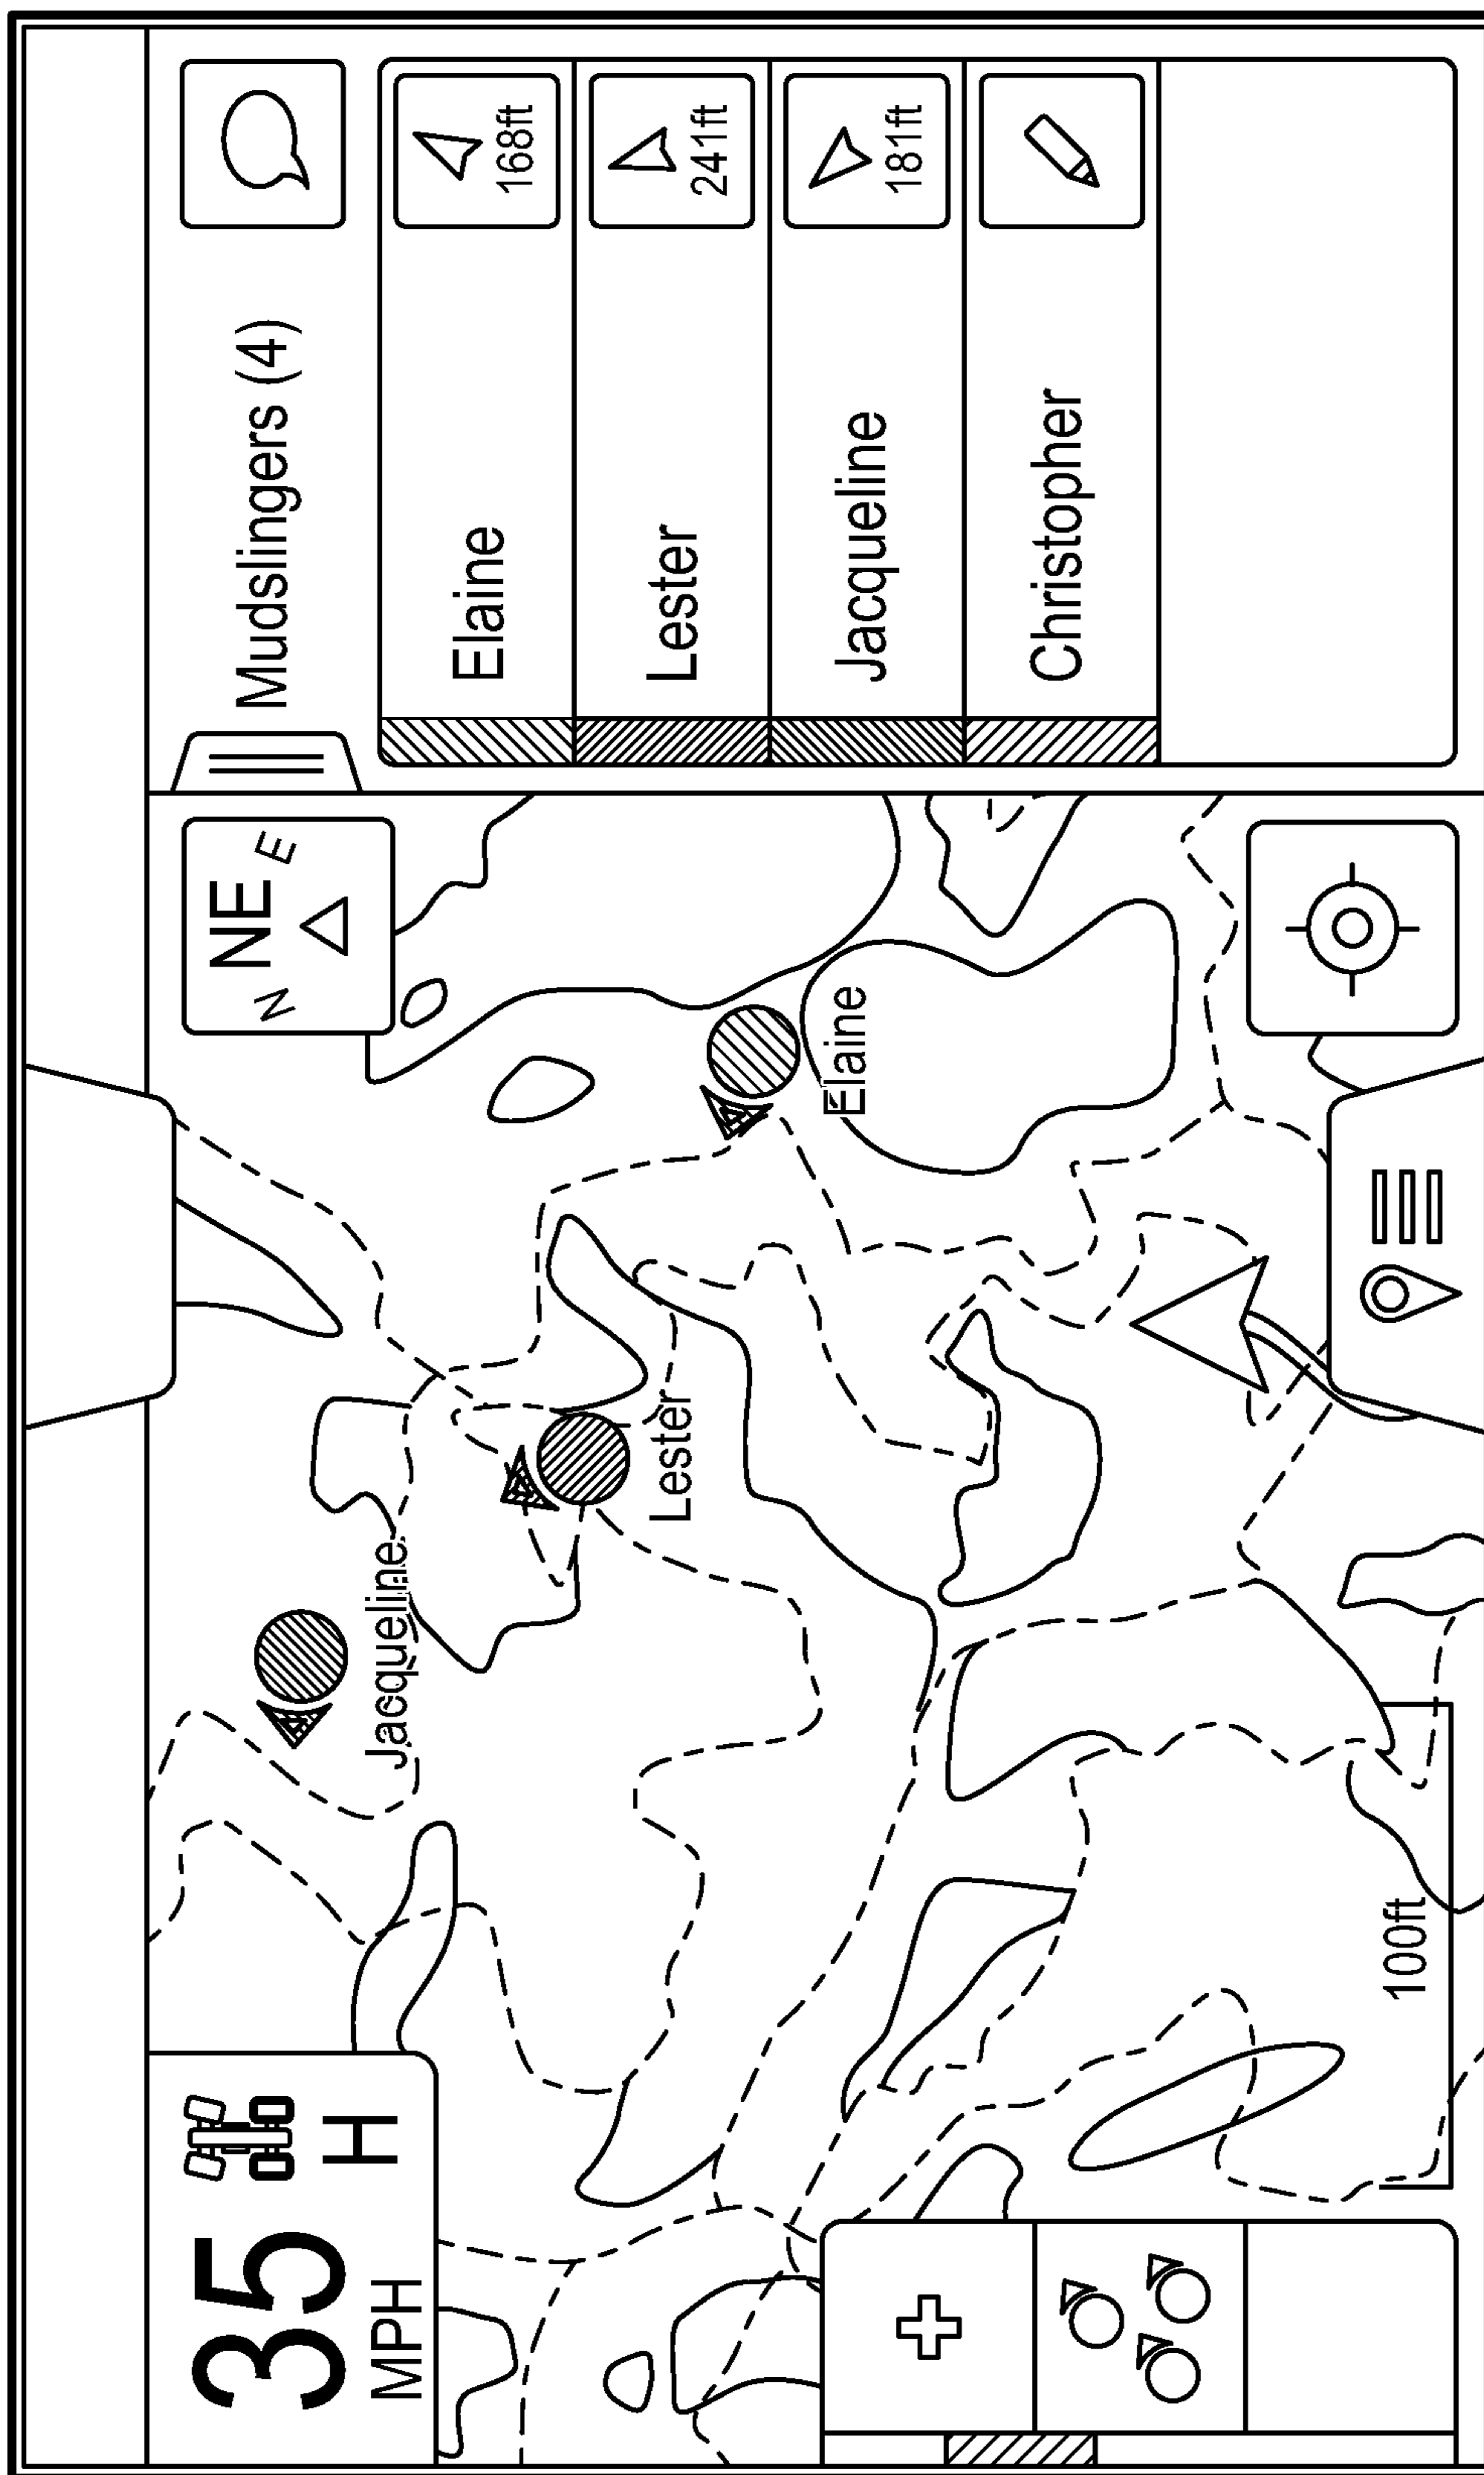 35
MPH
H
N
NE
E
Mudslingers (4)
Elaine
168ft
Lester
241ft
Jacqueline
181ft
Christopher
Jacqueline
Lester
Elaine
100ft